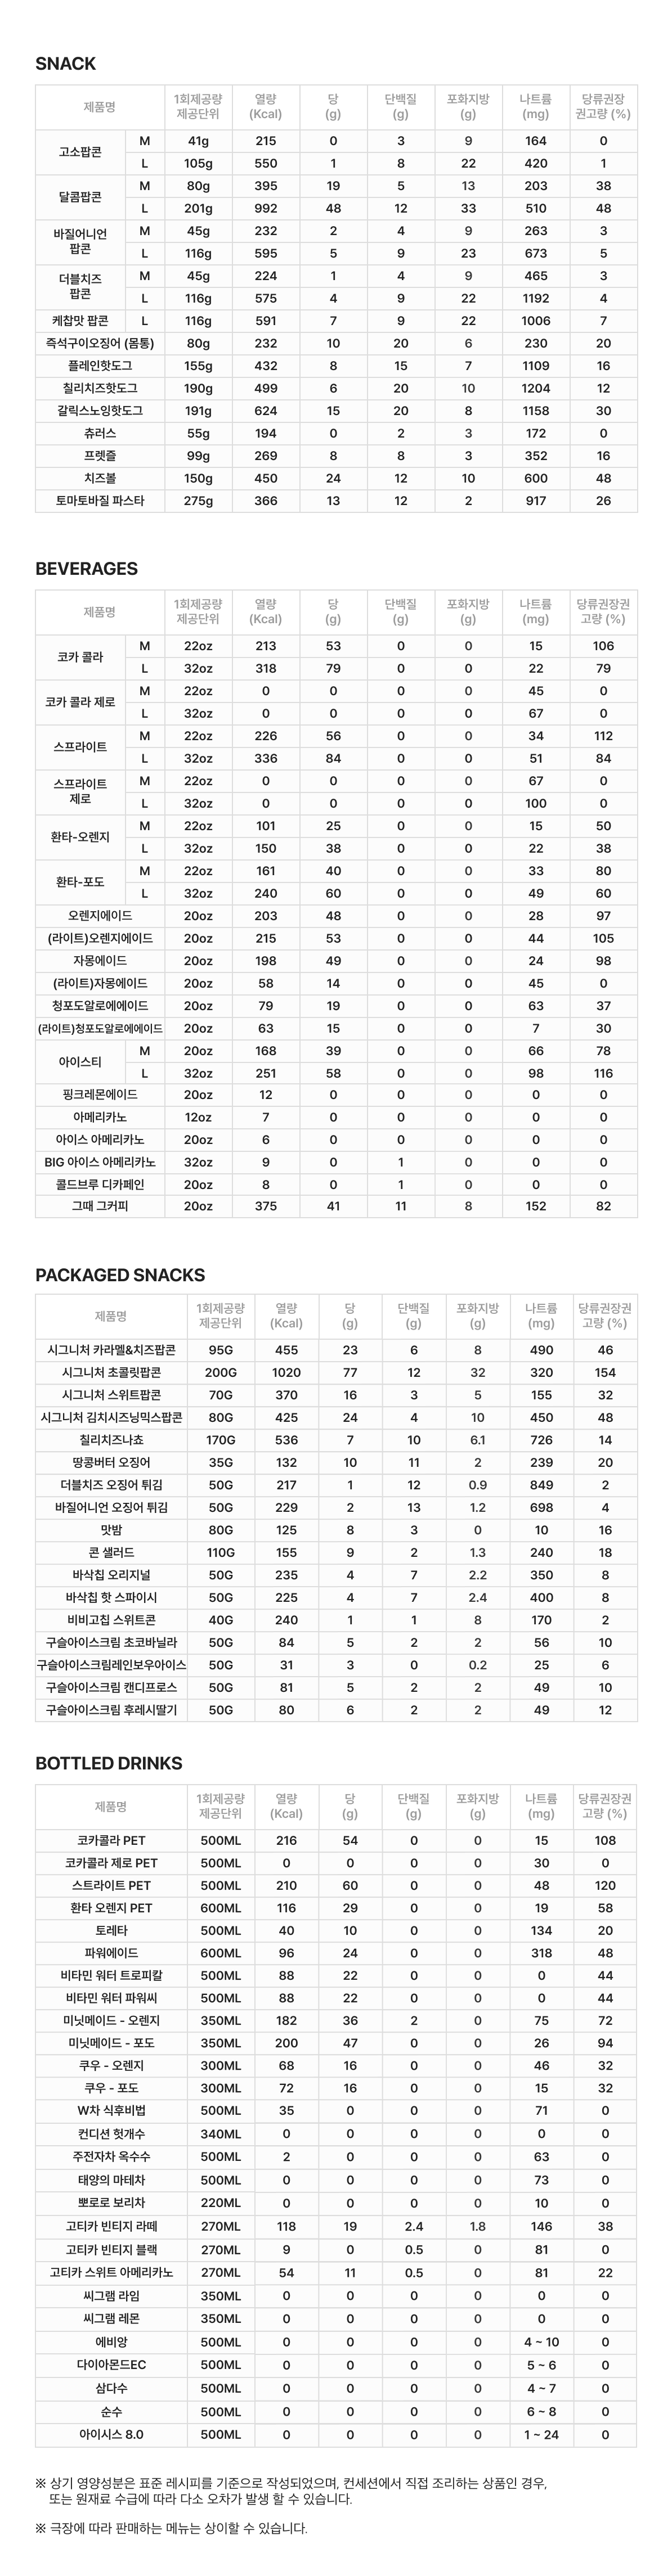 SNACK
제품명 1회제공량 제공단위 열량 (Kcal) 당 (g) 단백질 (g) 포화지방 (g) 나트륨 (mg) 당류권장 권고량 (%)
고소팝콘 M 41g 215 0 3 9 164 0
L 105g 550 1 8 22 420 1
달콤팝콘 M 80g 395 19 5 13 203 38
L 201g 992 48 12 33 510 48
바질어니언 팝콘 M 45g 232 2 4 9 263 3
L 116g 595 5 9 23 673 5
더블치즈 팝콘 M 45g 224 1 4 9 465 3
L 116g 575 4 9 22 1192 4
케찹맛 팝콘 L 116g 591 7 9 22 1006 7
즉석구이오징어 (몸통) 80g 232 10 20 6 230 20
플레인핫도그 155g 432 8 15 7 1109 16
칠리치즈핫도그 190g 499 6 20 10 1204 12
갈릭스노잉핫도그 191g 624 15 20 8 1158 30
츄러스 55g 194 0 2 3 172 0
프렛즐 99g 269 8 8 3 352 16
치즈볼 150g 450 24 12 10 600 48
토마토바질 파스타 275g 366 13 12 2 917 26
BEVERAGES
제품명 1회제공량 제공단위 열량 (Kcal) 당 (g) 단백질 (g) 포화지방 (g) 나트륨 (mg) 당류권장권 고량 (%)
코카 콜라 M 22oz 213 53 0 0 15 106
L 32oz 318 79 0 0 22 79
코카 콜라 제로 M 22oz 0 0 0 0 45 0
L 32oz 0 0 0 0 67 0
스프라이트 M 22oz 226 56 0 0 34 112
L 32oz 336 84 0 0 51 84
스프라이트 제로 M 22oz 0 0 0 0 67 0
L 32oz 0 0 0 0 100 0
환타-오렌지 M 22oz 101 25 0 0 15 50
L 32oz 150 38 0 0 22 38
환타-포도 M 22oz 161 40 0 0 33 80
L 32oz 240 60 0 0 49 60
오렌지에이드 20oz 203 48 0 0 28 97
(라이트)오렌지에이드 20oz 215 53 0 0 44 105
자몽에이드 20oz 198 49 0 0 24 98
(라이트)자몽에이드 20oz 58 14 0 0 45 0
청포도알로에에이드 20oz 79 19 0 0 63 37
(라이트)청포도알로에에이드 20oz 63 15 0 0 7 30
아이스티 M 20oz 168 39 0 0 66 78
L 32oz 251 58 0 0 98 116
핑크레몬에이드 20oz 12 0 0 0 0 0
아메리카노 12oz 7 0 0 0 0 0
아이스 아메리카노 20oz 6 0 0 0 0 0
BIG 아이스 아메리카노 32oz 9 0 1 0 0 0
콜드브루 디카페인 20oz 8 0 1 0 0 0
그때 그커피 20oz 375 41 11 8 152 82
PACKAGED SNACKS
제품명 1회제공량 제공단위 열량 (Kcal) 당 (g) 단백질 (g) 포화지방 (g) 나트륨 (mg) 당류권장권 고량 (%)
시그니처 카라멜&치즈팝콘 95G 455 23 6 8 490 46
시그니처 초콜릿팝콘 200G 1020 77 12 32 320 154
시그니처 스위트팝콘 70G 370 16 3 5 155 32
시그니처 김치시즈닝믹스팝콘 80G 425 24 4 10 450 48
칠리치즈나쵸 170G 536 7 10 6.1 726 14
땅콩버터 오징어 35G 132 10 11 2 239 20
더블치즈 오징어 튀김 50G 217 1 12 0.9 849 2
바질어니언 오징어 튀김 50G 229 2 13 1.2 698 4
맛밤 80G 125 8 3 0 10 16
콘 샐러드 110G 155 9 2 1.3 240 18
바삭칩 오리지널 50G 235 4 7 2.2 350 8
바삭칩 핫 스파이시 50G 225 4 7 2.4 400 8
비비고칩 스위트콘 40G 240 1 1 8 170 2
구슬아이스크림 초코바닐라 50G 84 5 2 2 56 10
구슬아이스크림레인보우아이스 50G 31 3 0 0.2 25 6
구슬아이스크림 캔디프로스 50G 81 5 2 2 49 10
구슬아이스크림 후레시딸기 50G 80 6 2 2 49 12
BOTTLED DRINKS
제품명 1회제공량 제공단위 열량 (Kcal) 당 (g) 단백질 (g) 포화지방 (g) 나트륨 (mg) 당류권장권 고량 (%)
코카콜라 PET 500ML 216 54 0 0 15 108
코카콜라 제로 PET 500ML 0 0 0 0 30 0
스트라이트 PET 500ML 210 60 0 0 48 120
환타 오렌지 PET 600ML 116 29 0 0 19 58
토레타 500ML 40 10 0 0 134 20
파워에이드 600ML 96 24 0 0 318 48
비타민 워터 트로피칼 500ML 88 22 0 0 0 44
비타민 워터 파워씨 500ML 88 22 0 0 0 44
미닛메이드 - 오렌지 350ML 182 36 2 0 75 72
미닛메이드 - 포도 350ML 200 47 0 0 26 94
쿠우 - 오렌지 300ML 68 16 0 0 46 32
쿠우 - 포도 300ML 72 16 0 0 15 32
W차 식후비법 500ML 35 0 0 0 71 0
컨디션 헛개수 340ML 0 0 0 0 0 0
주전자차 옥수수 500ML 2 0 0 0 63 0
태양의 마테차 500ML 0 0 0 0 73 0
뽀로로 보리차 220ML 0 0 0 0 10 0
고티카 빈티지 라떼 270ML 118 19 2.4 1.8 146 38
고티카 빈티지 블랙 270ML 9 0 0.5 0 81 0
고티카 스위트 아메리카노 270ML 54 11 0.5 0 81 22
씨그램 라임 350ML 0 0 0 0 0 0
씨그램 레몬 350ML 0 0 0 0 0 0
에비앙 500ML 0 0 0 0 4 ~ 10 0
다이아몬드EC 500ML 0 0 0 0 5 ~ 6 0
삼다수 500ML 0 0 0 0 4 ~ 7 0
순수 500ML 0 0 0 0 6 ~ 8 0
아이시스 8.0 500ML 0 0 0 0 1 ~ 24 0
※ 상기 영양성분은 표준 레시피를 기준으로 작성되었으며, 컨세션에서 직접 조리하는 상품인 경우,
또는 원재료 수급에 따라 다소 오차가 발생 할 수 있습니다.
※ 극장에 따라 판매하는 메뉴는 상이할 수 있습니다.